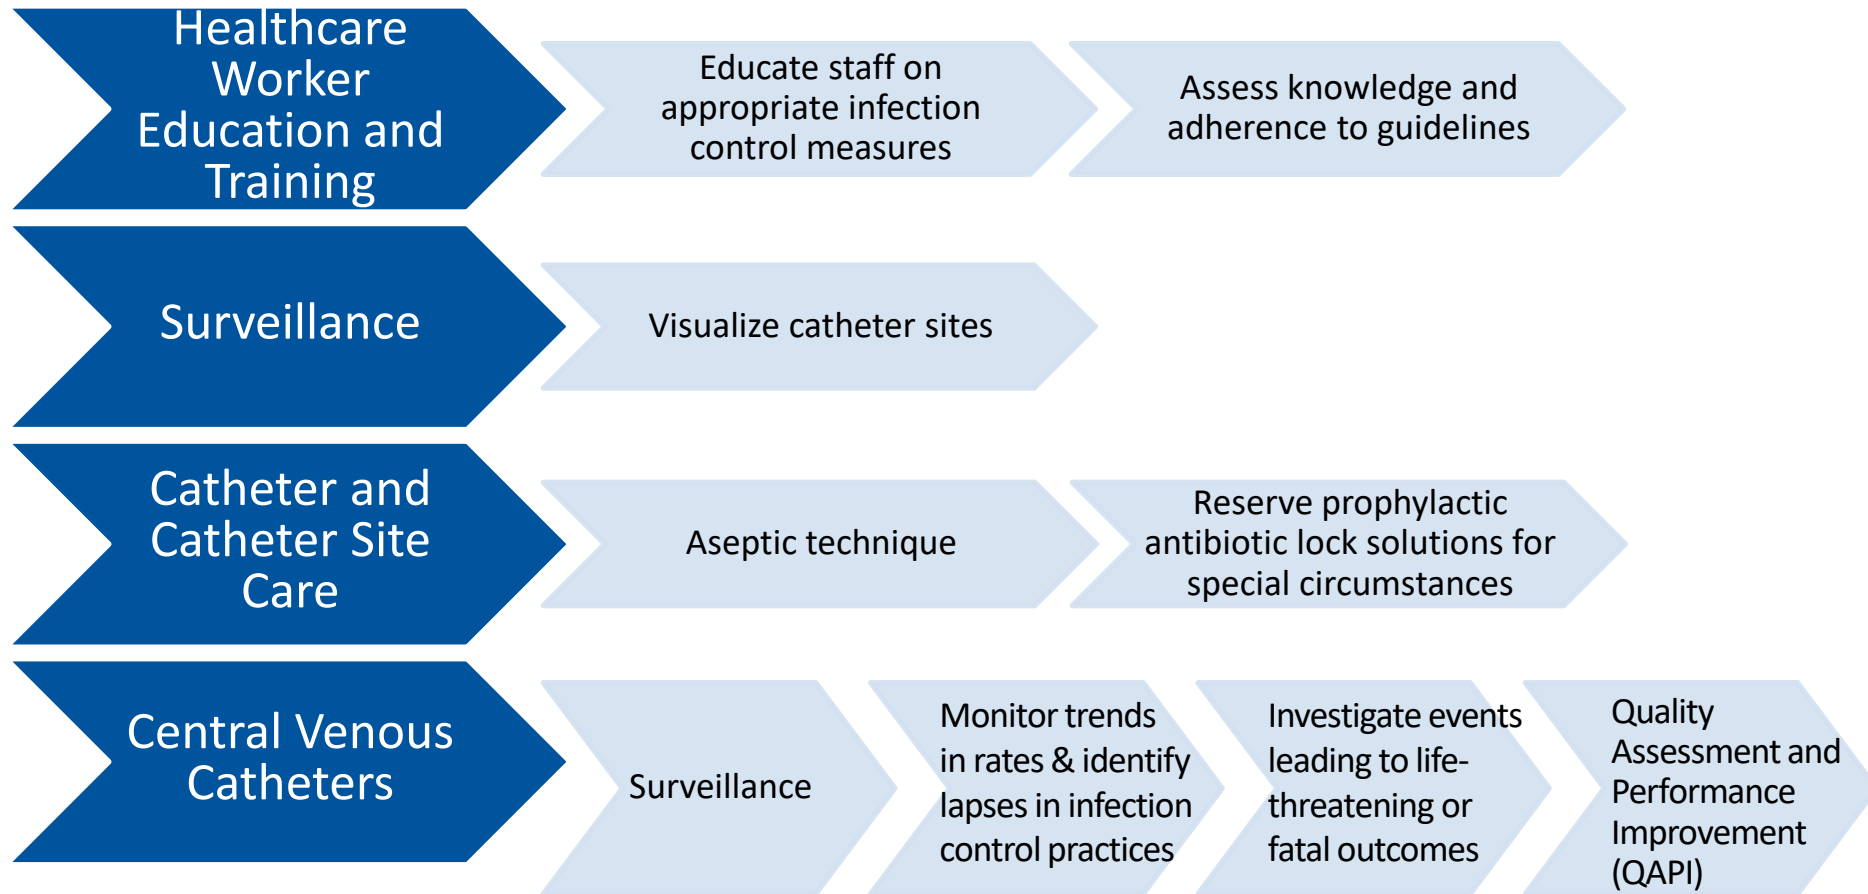 Healthcare
Worker
Education and
Training
Educate staff on
appropriate infection
control measures
Assess knowledge and
adherence to guidelines
Surveillance
Visualize catheter sites
Catheter and
Catheter Site
Care
Aseptic technique
Reserve prophylactic
antibiotic lock solutions for
special circumstances
Central Venous
Catheters
Surveillance
Monitor trends
in rates & identify
lapses in infection
control practices
Investigate events
leading to life-
threatening or
fatal outcomes
Quality
Assessment and
Performance
Improvement
(QAPI)